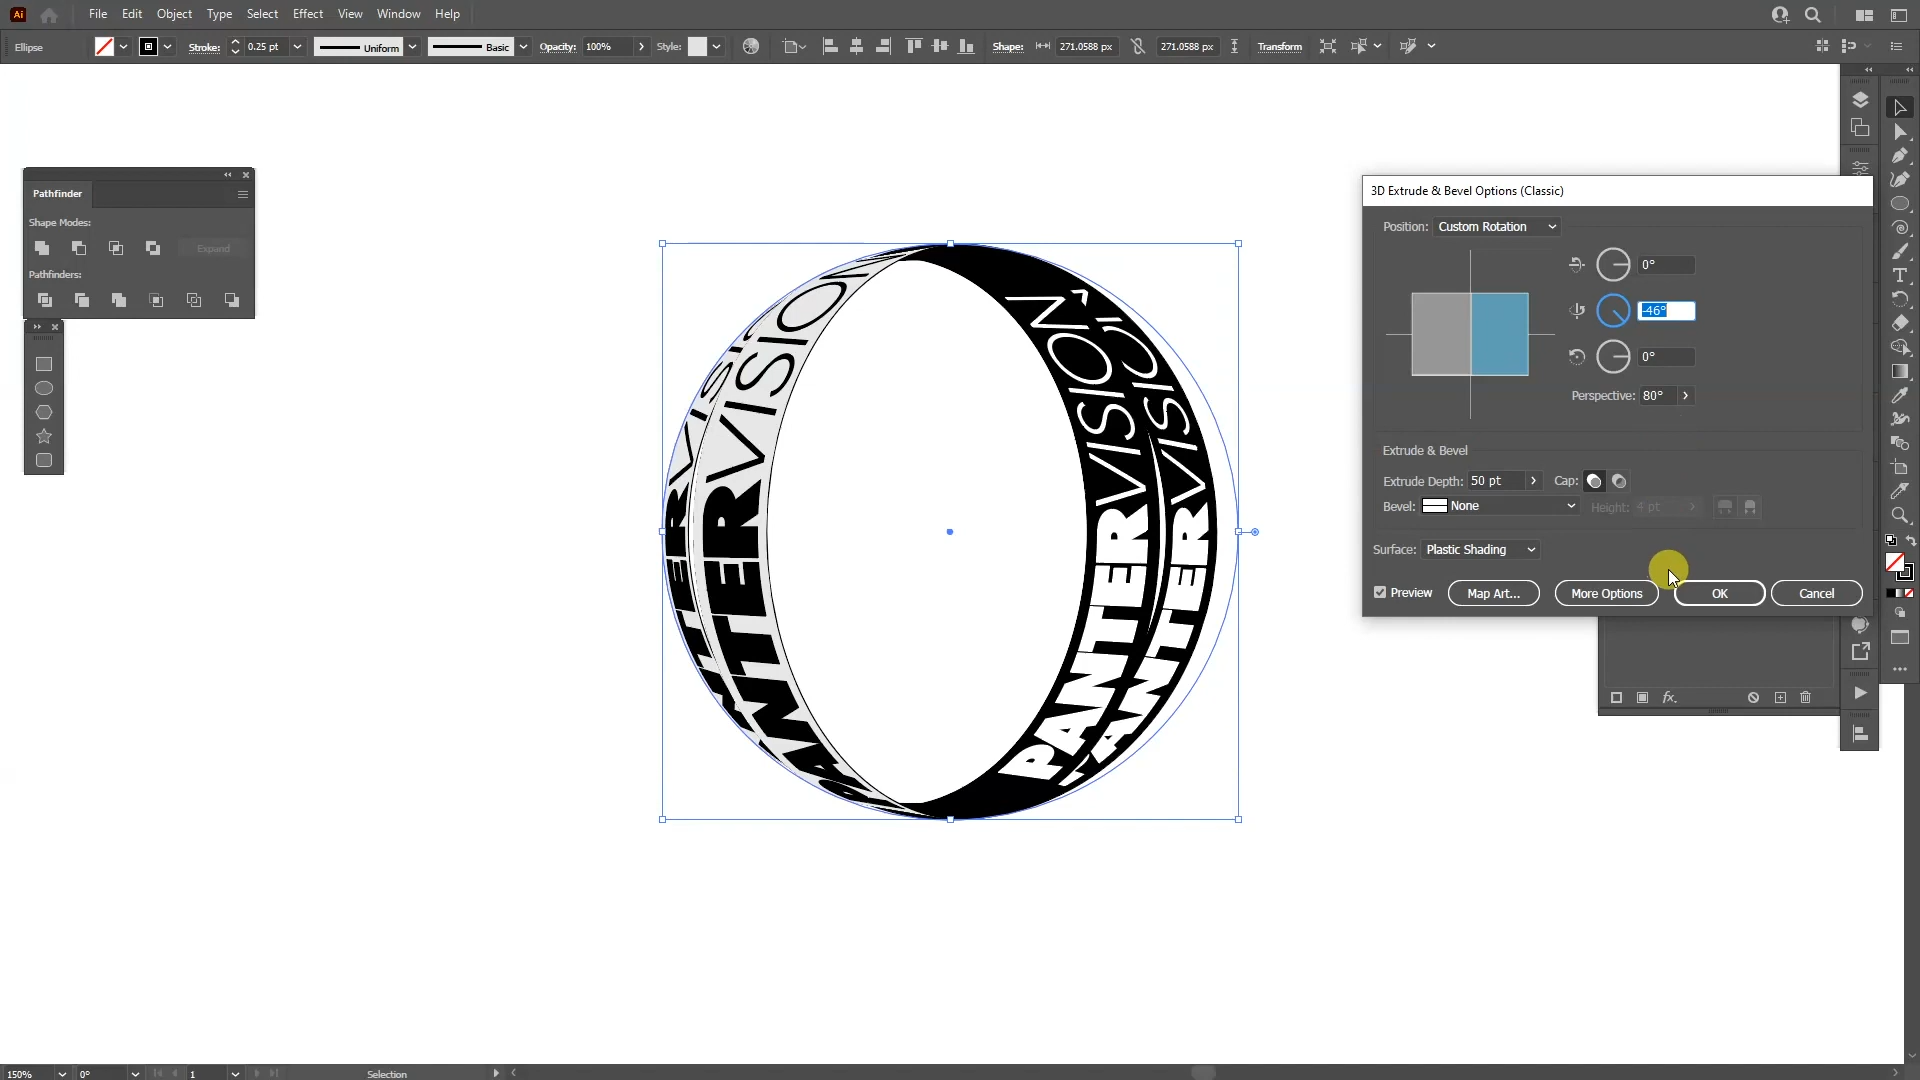 Ai File Edit Object Type Select Effect View Window Help
Ellipse Stroke: 0.25 pt Uniform Basic Opacity: 100% Style: Shape: 271.0588 px 271.0588 px Transform
Pathfinder
Shape Modes:
Expand
Pathfinders:
3D Extrude & Bevel Options (Classic)
Position: Custom Rotation
0°
-46°
0°
Perspective: 80°
Extrude & Bevel
Extrude Depth: 50 pt Cap:
Bevel: None Height: 4 pt
Surface: Plastic Shading
Preview Map Art... More Options OK Cancel
fx.
PANTERVISION
PANTERVISION
150% 0° 1 Selection